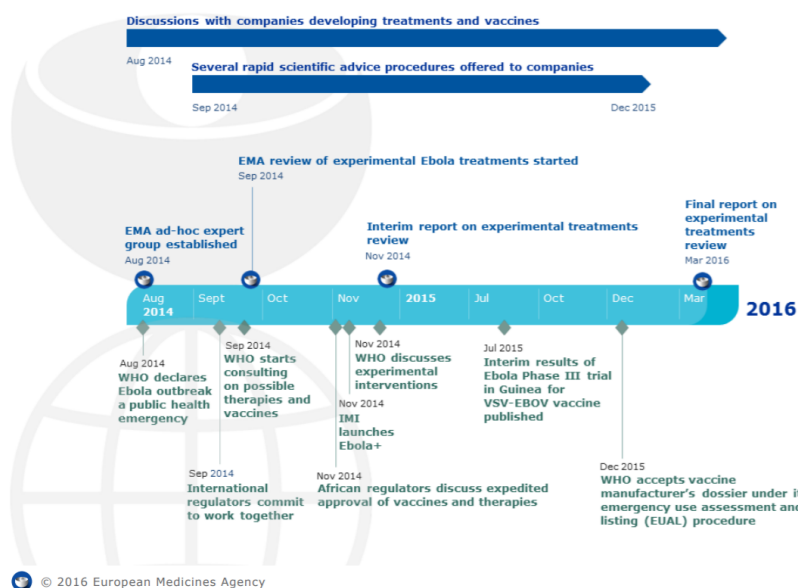 Discussions with companies developing treatments and vaccines
Aug 2014
Several rapid scientific advice procedures offered to companies
Sep 2014
Dec 2015
EMA review of experimental Ebola treatments started
Sep 2014
EMA ad-hoc expert
group established
Aug 2014
Interim report on experimental treatments
review
Nov 2014
Final report on
experimental
treatments
review
Mar 2016
Aug
2014
Sept
Oct
Nov
2015
Jul
Oct
Dec
Mar
2016
Aug 2014
WHO declares
Ebola outbreak
a public health
emergency
Sep 2014
WHO starts
consulting
on possible
therapies and
vaccines
Nov 2014
WHO discusses
experimental
interventions
Jul 2015
Interim results of
Ebola Phase III trial
in Guinea for
VSV-EBOV vaccine
published
Nov 2014
IMI
launches
Ebola+
Sep 2014
International
regulators commit
to work together
Nov 2014
African regulators discuss expedited
approval of vaccines and therapies
Dec 2015
WHO accepts vaccine
manufacturer's dossier under
emergency use assessment and
listing (EUAL) procedure
© 2016 European Medicines Agency